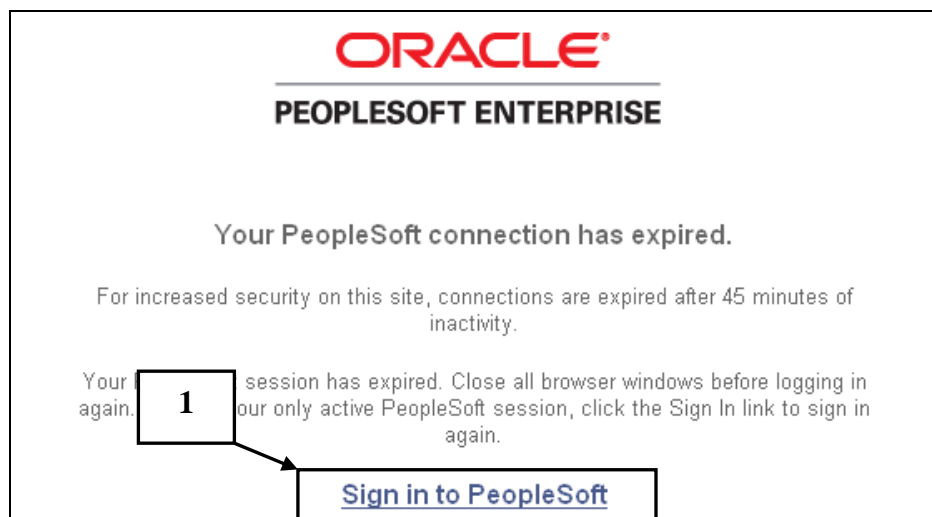 ORACLE®
PEOPLESOFT ENTERPRISE
Your PeopleSoft connection has expired.
For increased security on this site, connections are expired after 45 minutes of
inactivity.
Your session has expired. Close all browser windows before logging in
again. our only active PeopleSoft session, click the Sign In link to sign in
again.
1
Sign in to PeopleSoft